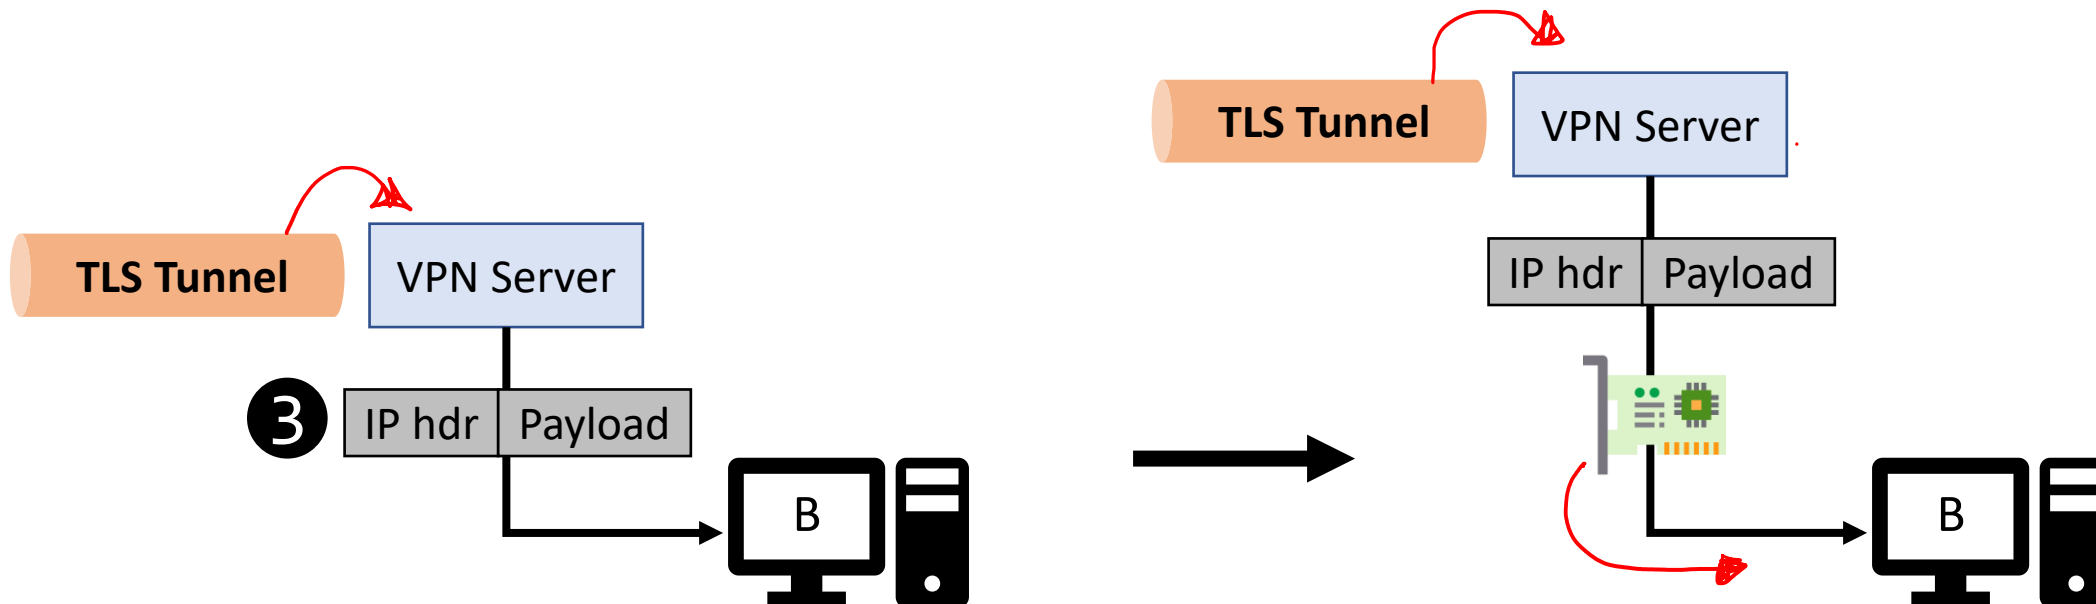 TLS Tunnel
VPN Server
3
IP hdr
Payload
B
TLS Tunnel
VPN Server
IP hdr
Payload
B